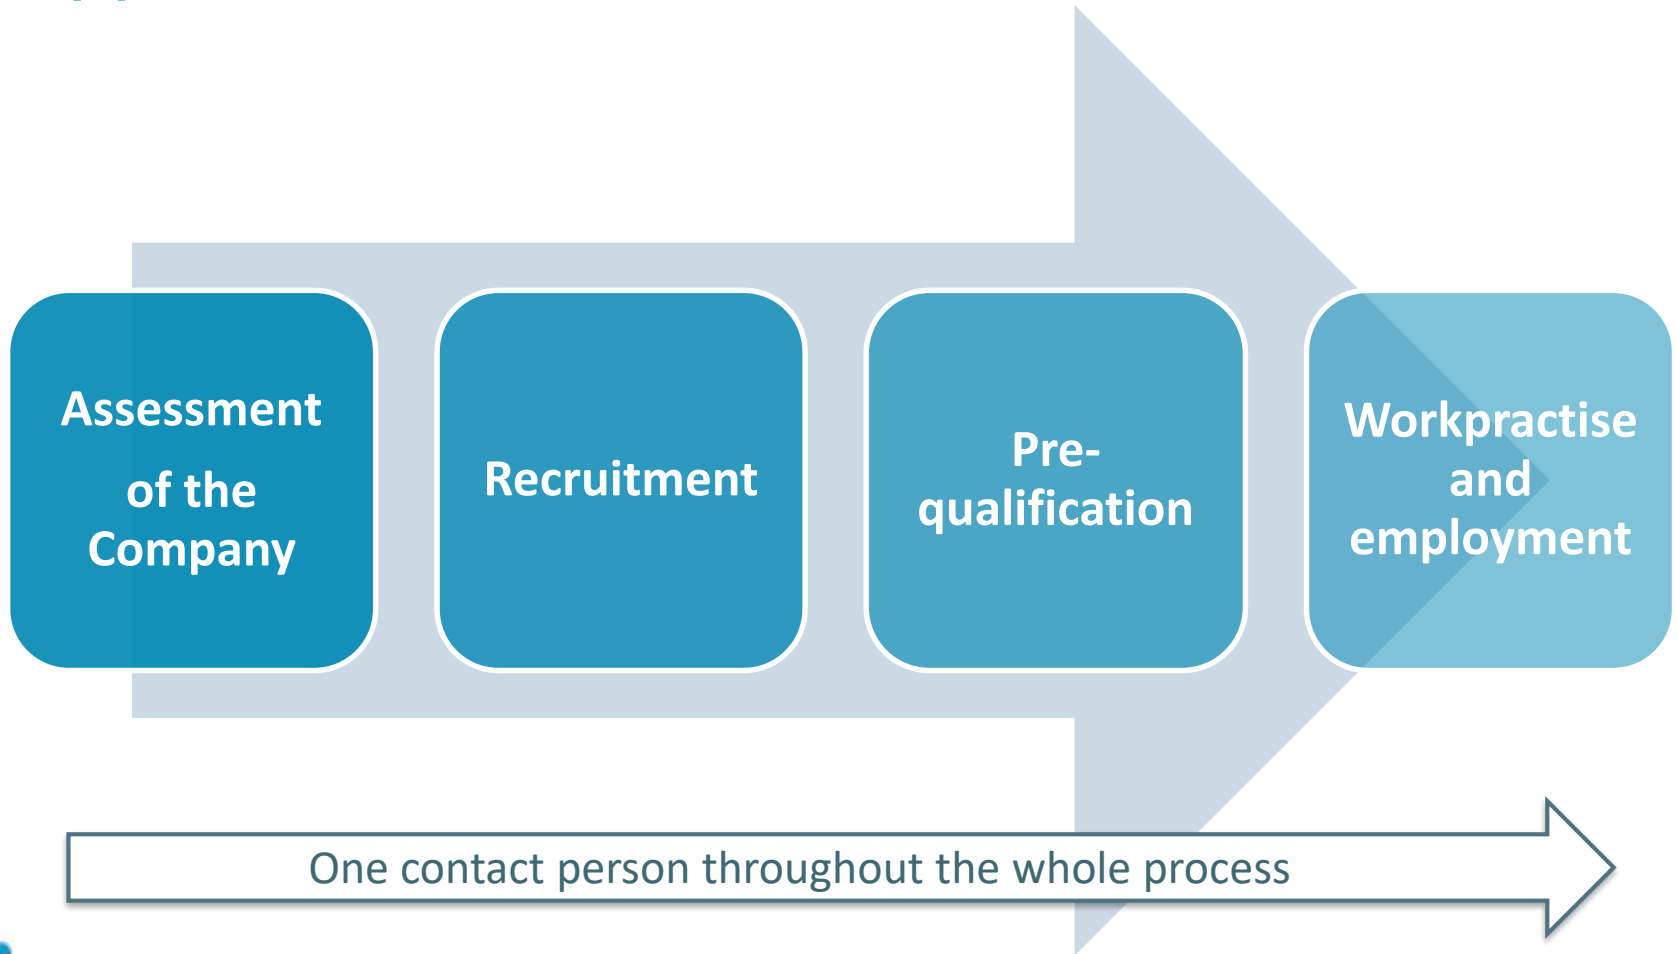 Assessment
of the
Company
Recruitment
Pre-
qualification
Workpractise
and
employment
One contact person throughout the whole process